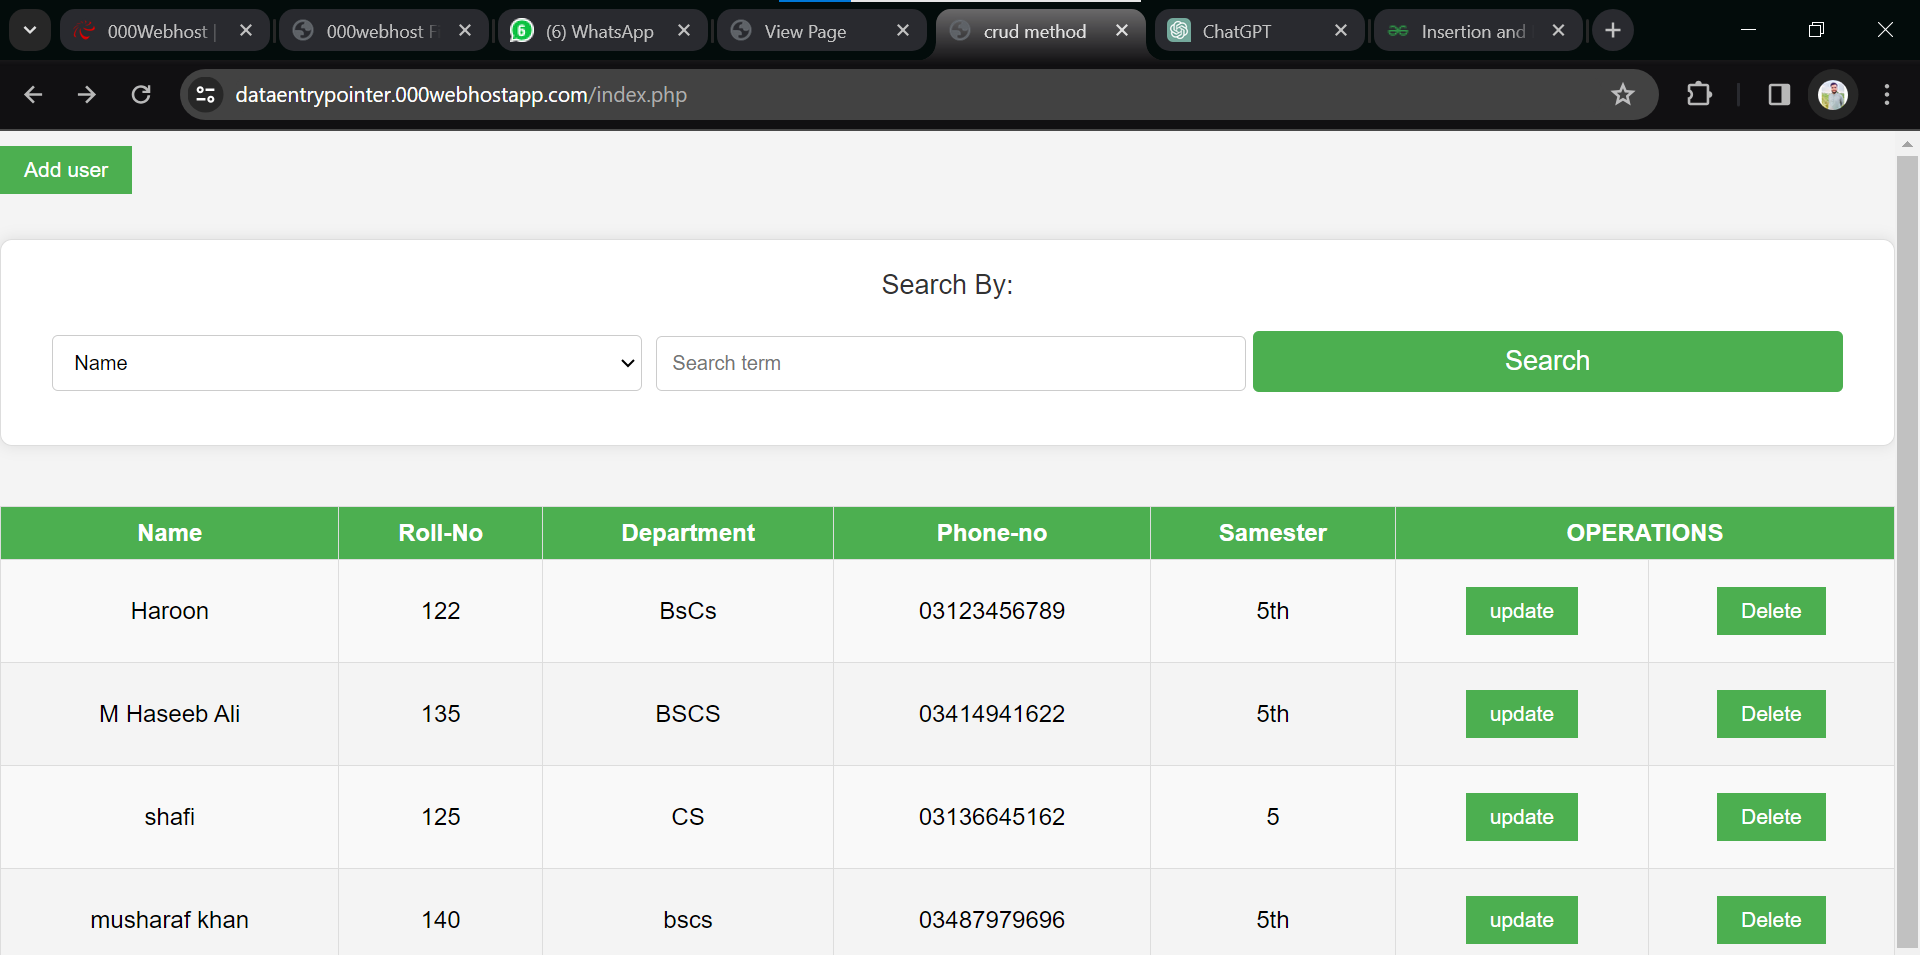 000Webhost |
000webhost F
6 (6) WhatsApp
View Page
crud method
ChatGPT
Insertion and
dataentrypointer.000webhostapp.com/index.php
Add user
Search By:
Name Search term Search
Name Roll-No Department Phone-no Samester OPERATIONS
Haroon 122 BsCs 03123456789 5th update Delete
M Haseeb Ali 135 BSCS 03414941622 5th update Delete
shafi 125 CS 03136645162 5 update Delete
musharaf khan 140 bscs 03487979696 5th update Delete